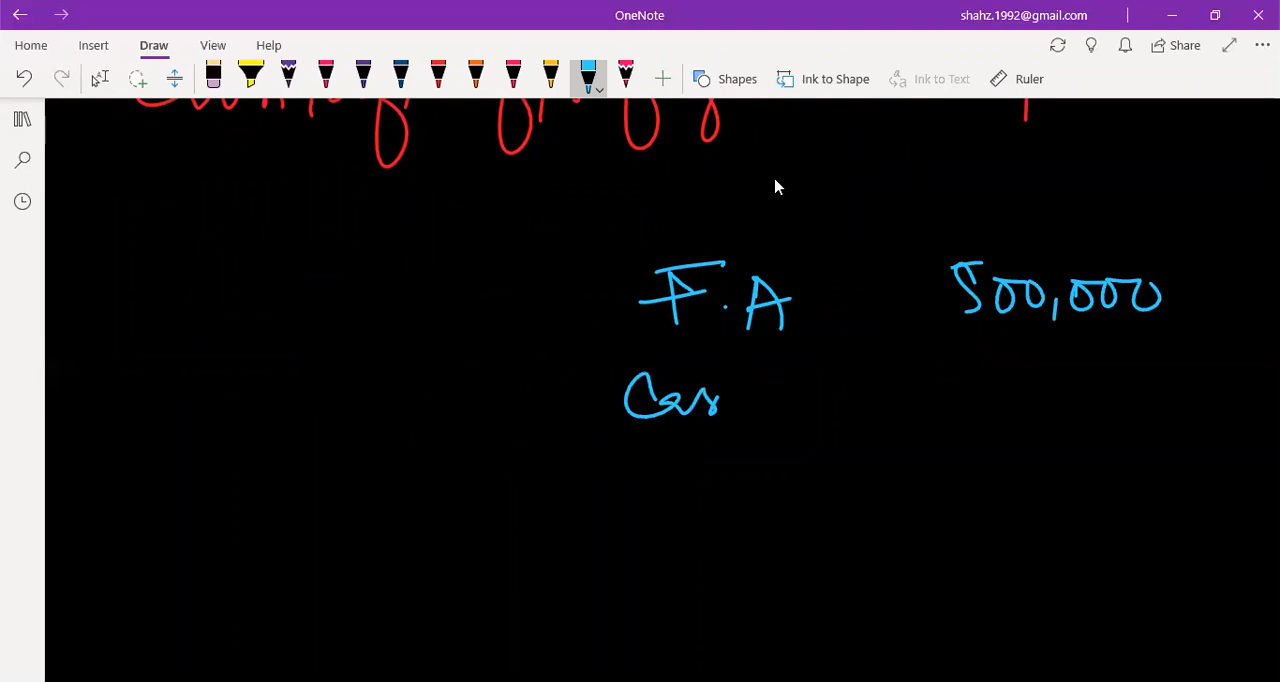 OneNote
shahz.1992@gmail.com
Home Insert Draw View Help Share
Shapes Ink to Shape Ink to Text Ruler
F.A 500,000
Cas